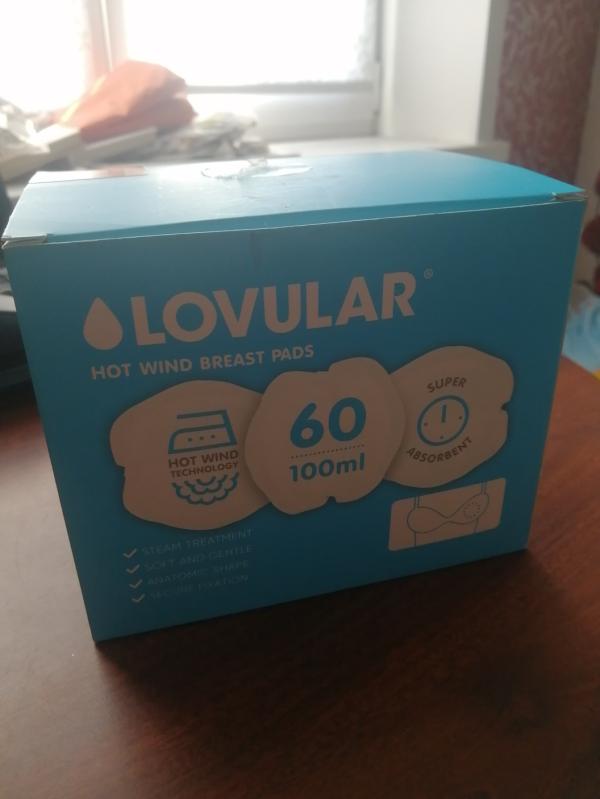 LOVULAR®
HOT WIND BREAST PADS
HOT WIND
TECHNOLOGY
60
100ml
SUPER
ABSORBENT
STEAM TREATMENT
SOFT AND GENTLE
ANATOMIC SHAPE
SECURE FIXATION